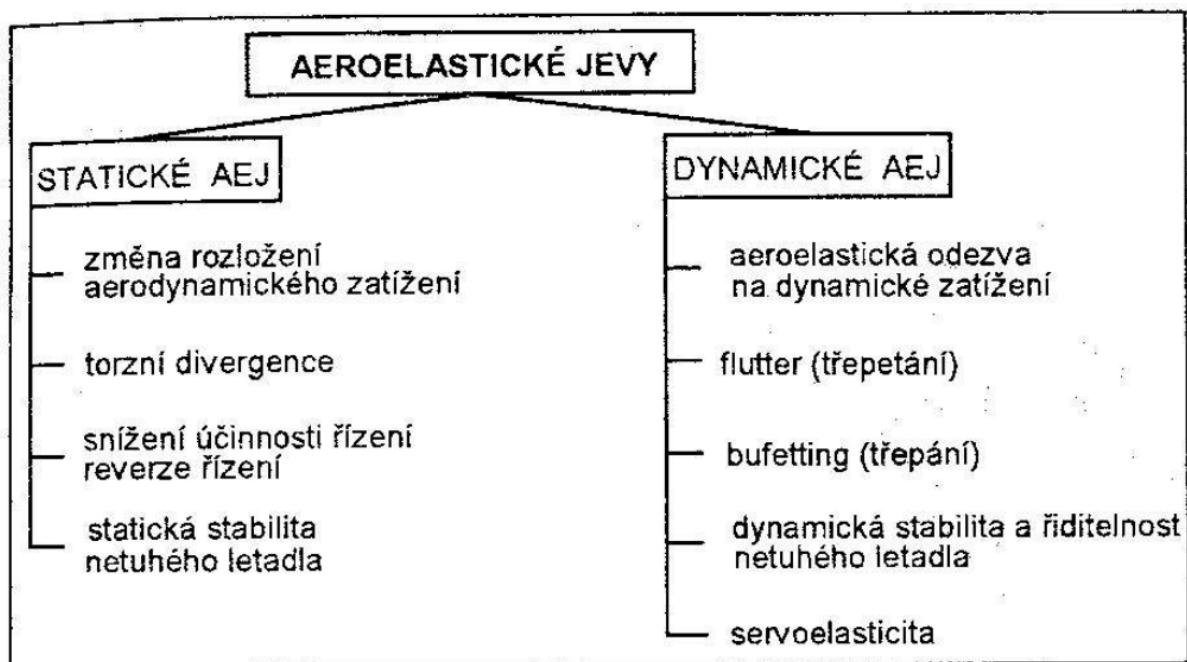 AEROELASTICKÉ JEVY
STATICKÉ AEJ
změna rozložení
aerodynamického zatížení
torzní divergence
snížení účinnosti řízení
reverze řízení
statická stabilita
netuhého letadla
DYNAMICKÉ AEJ
aeroelastická odezva
na dynamické zatížení
flutter (třepetání)
bufetting (třepání)
dynamická stabilita a řiditelnost
netuhého letadla
servoelasticita